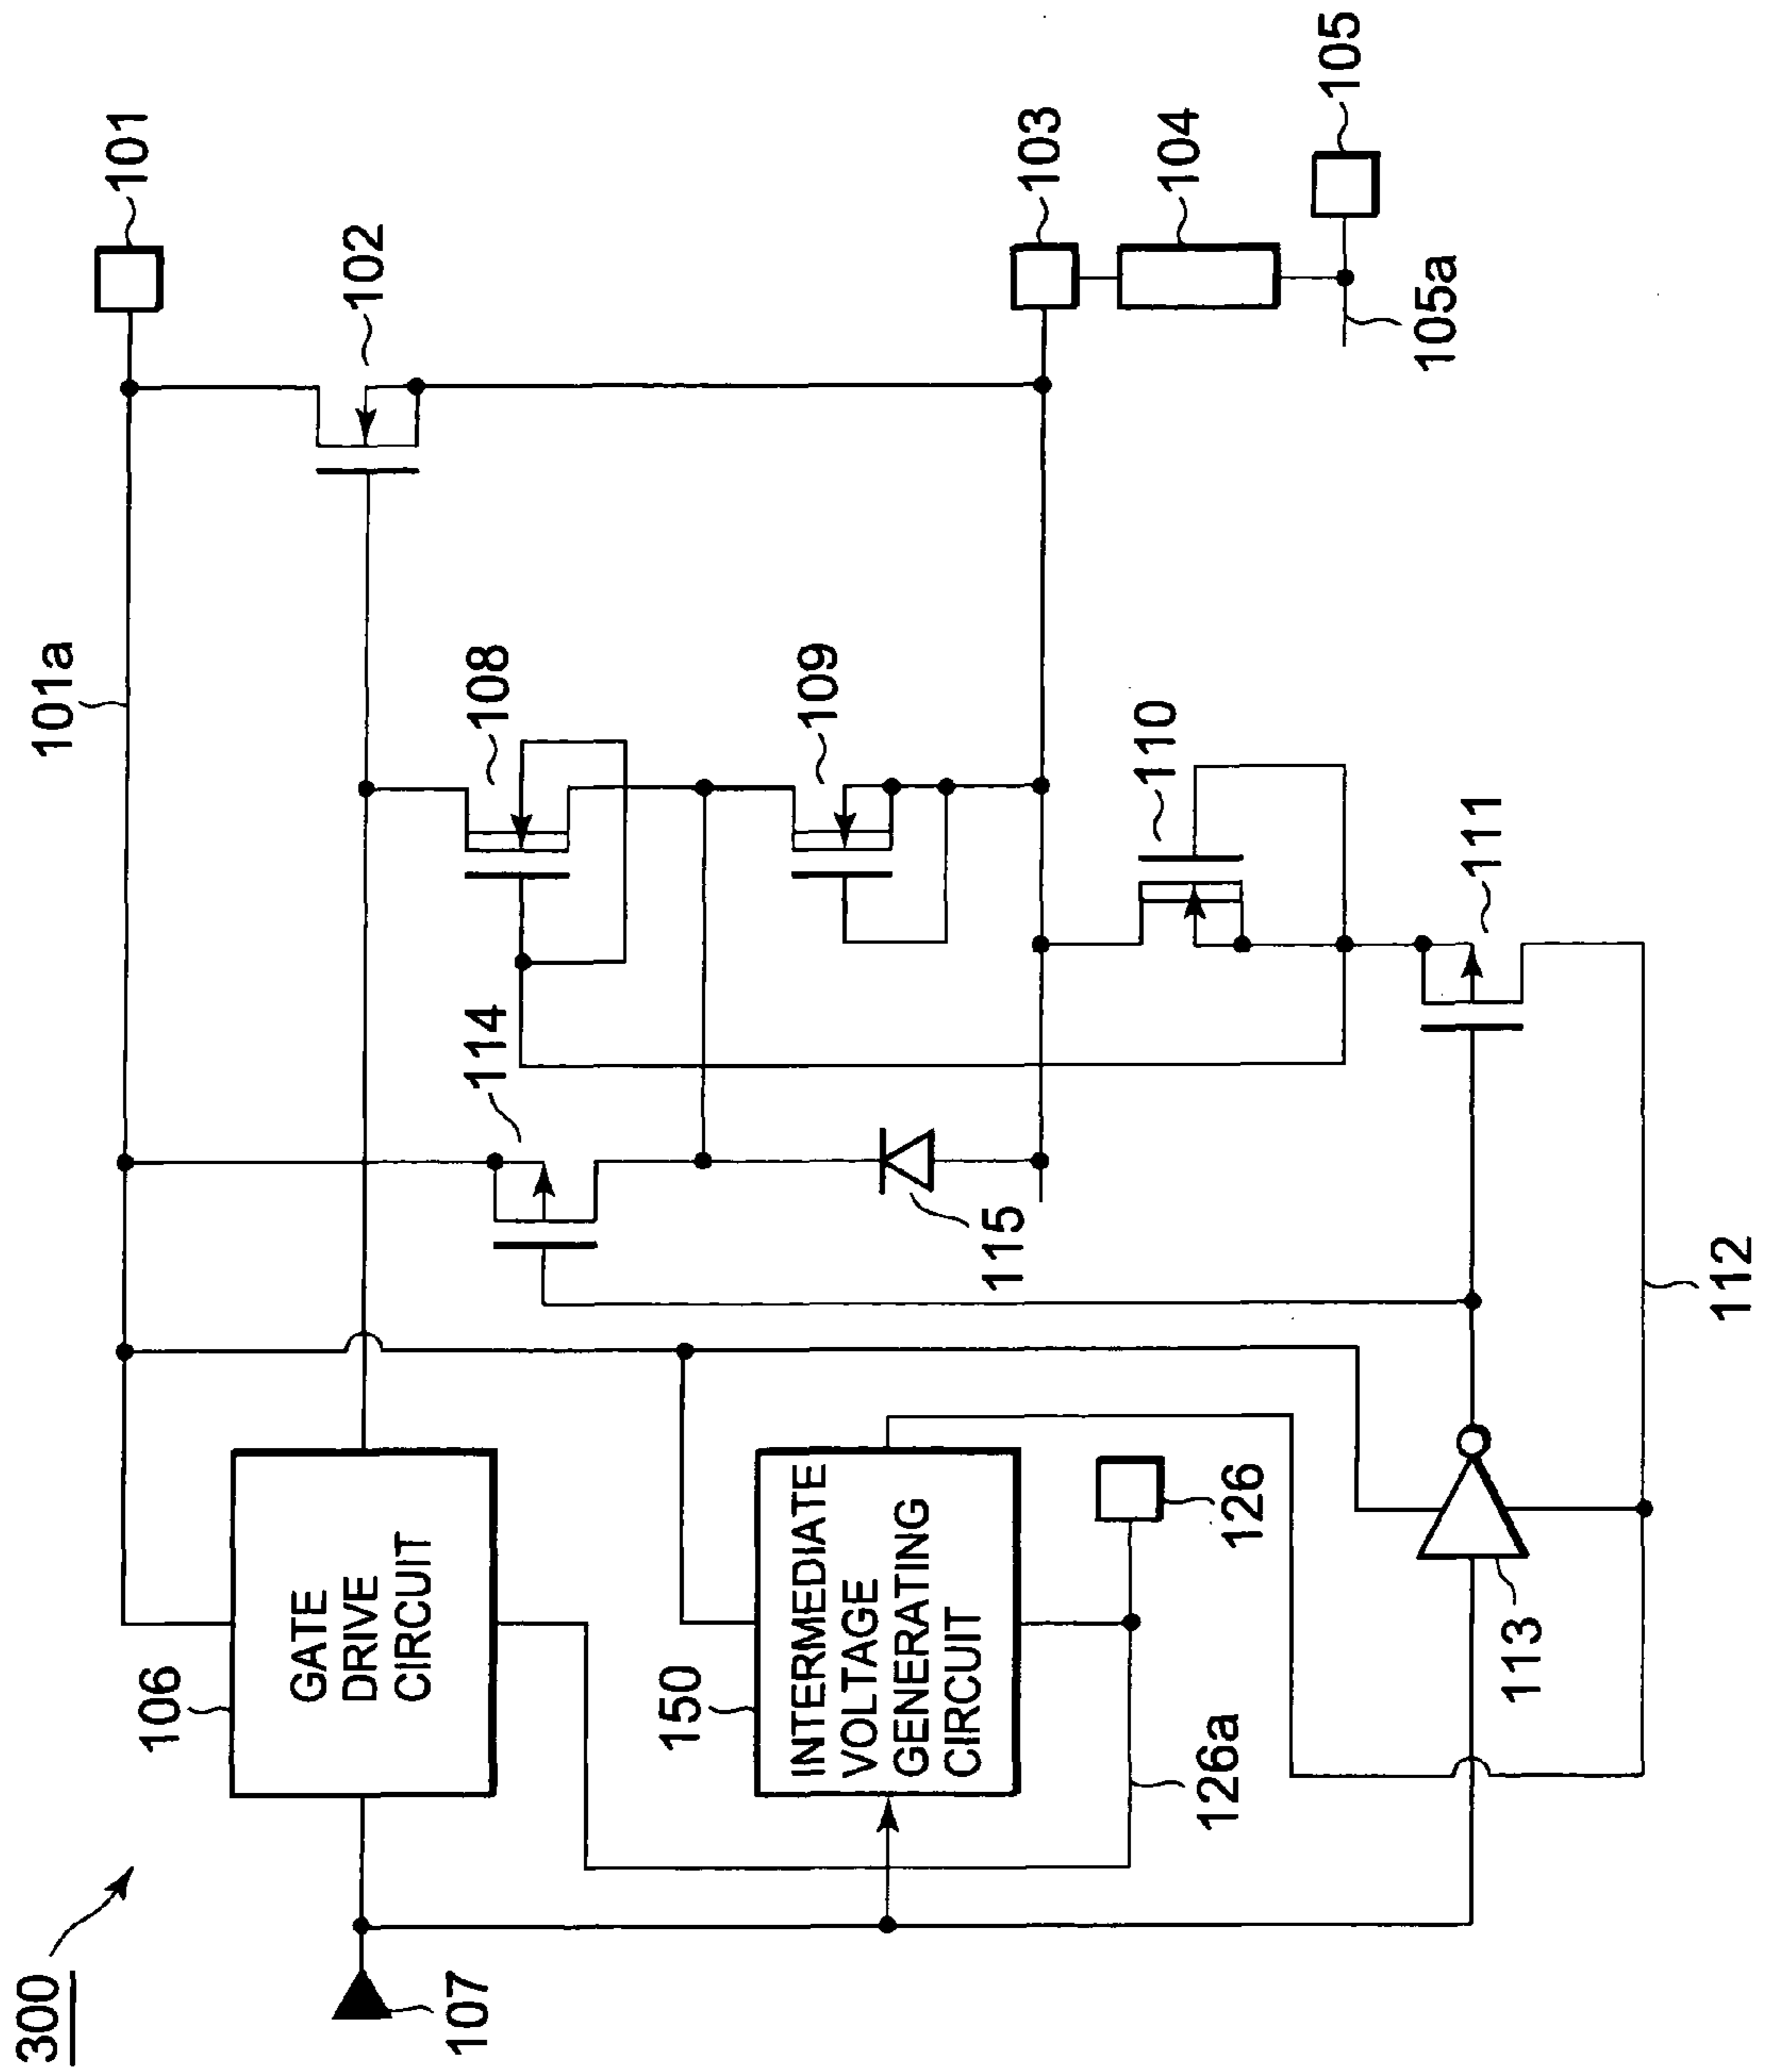 300
101a
101
102
106
GATE
DRIVE
CIRCUIT
107
114
108
109
103
104
105
105a
150
INTERMEDIATE
VOLTAGE
GENERATING
CIRCUIT
115
110
111
126
126a
113
112